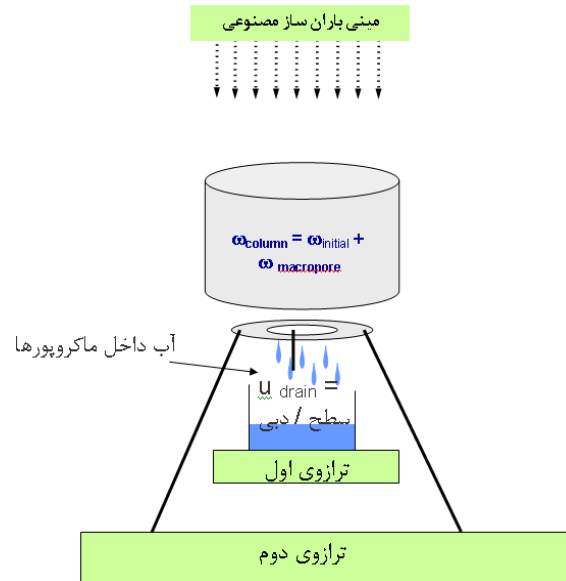 مینی باران ساز مصنوعی
ωcolumn = ωinitial +
ω macropore
آب داخل ماکروپورها
u drain =
سطح / دبی
ترازوی اول
ترازوی دوم